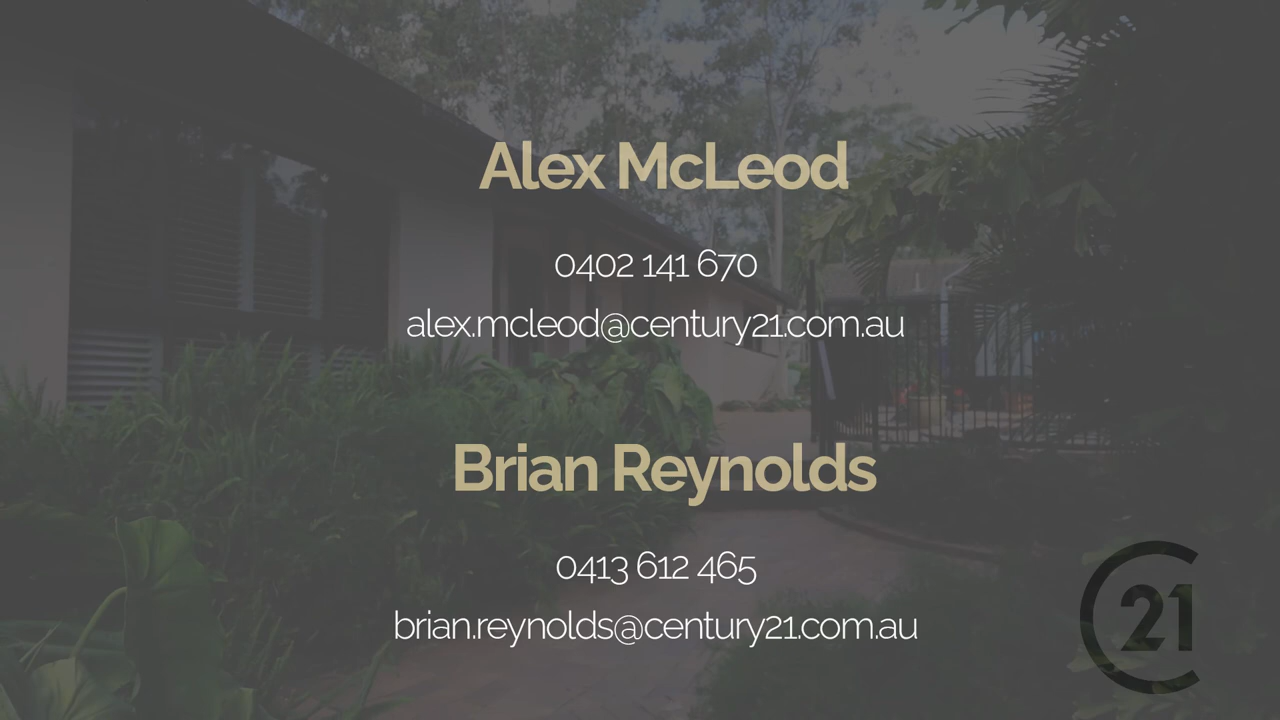 Alex McLeod
0402 141 670
alex.mcleod@century21.com.au
Brian Reynolds
0413 612 465
brian.reynolds@century21.com.au
C21